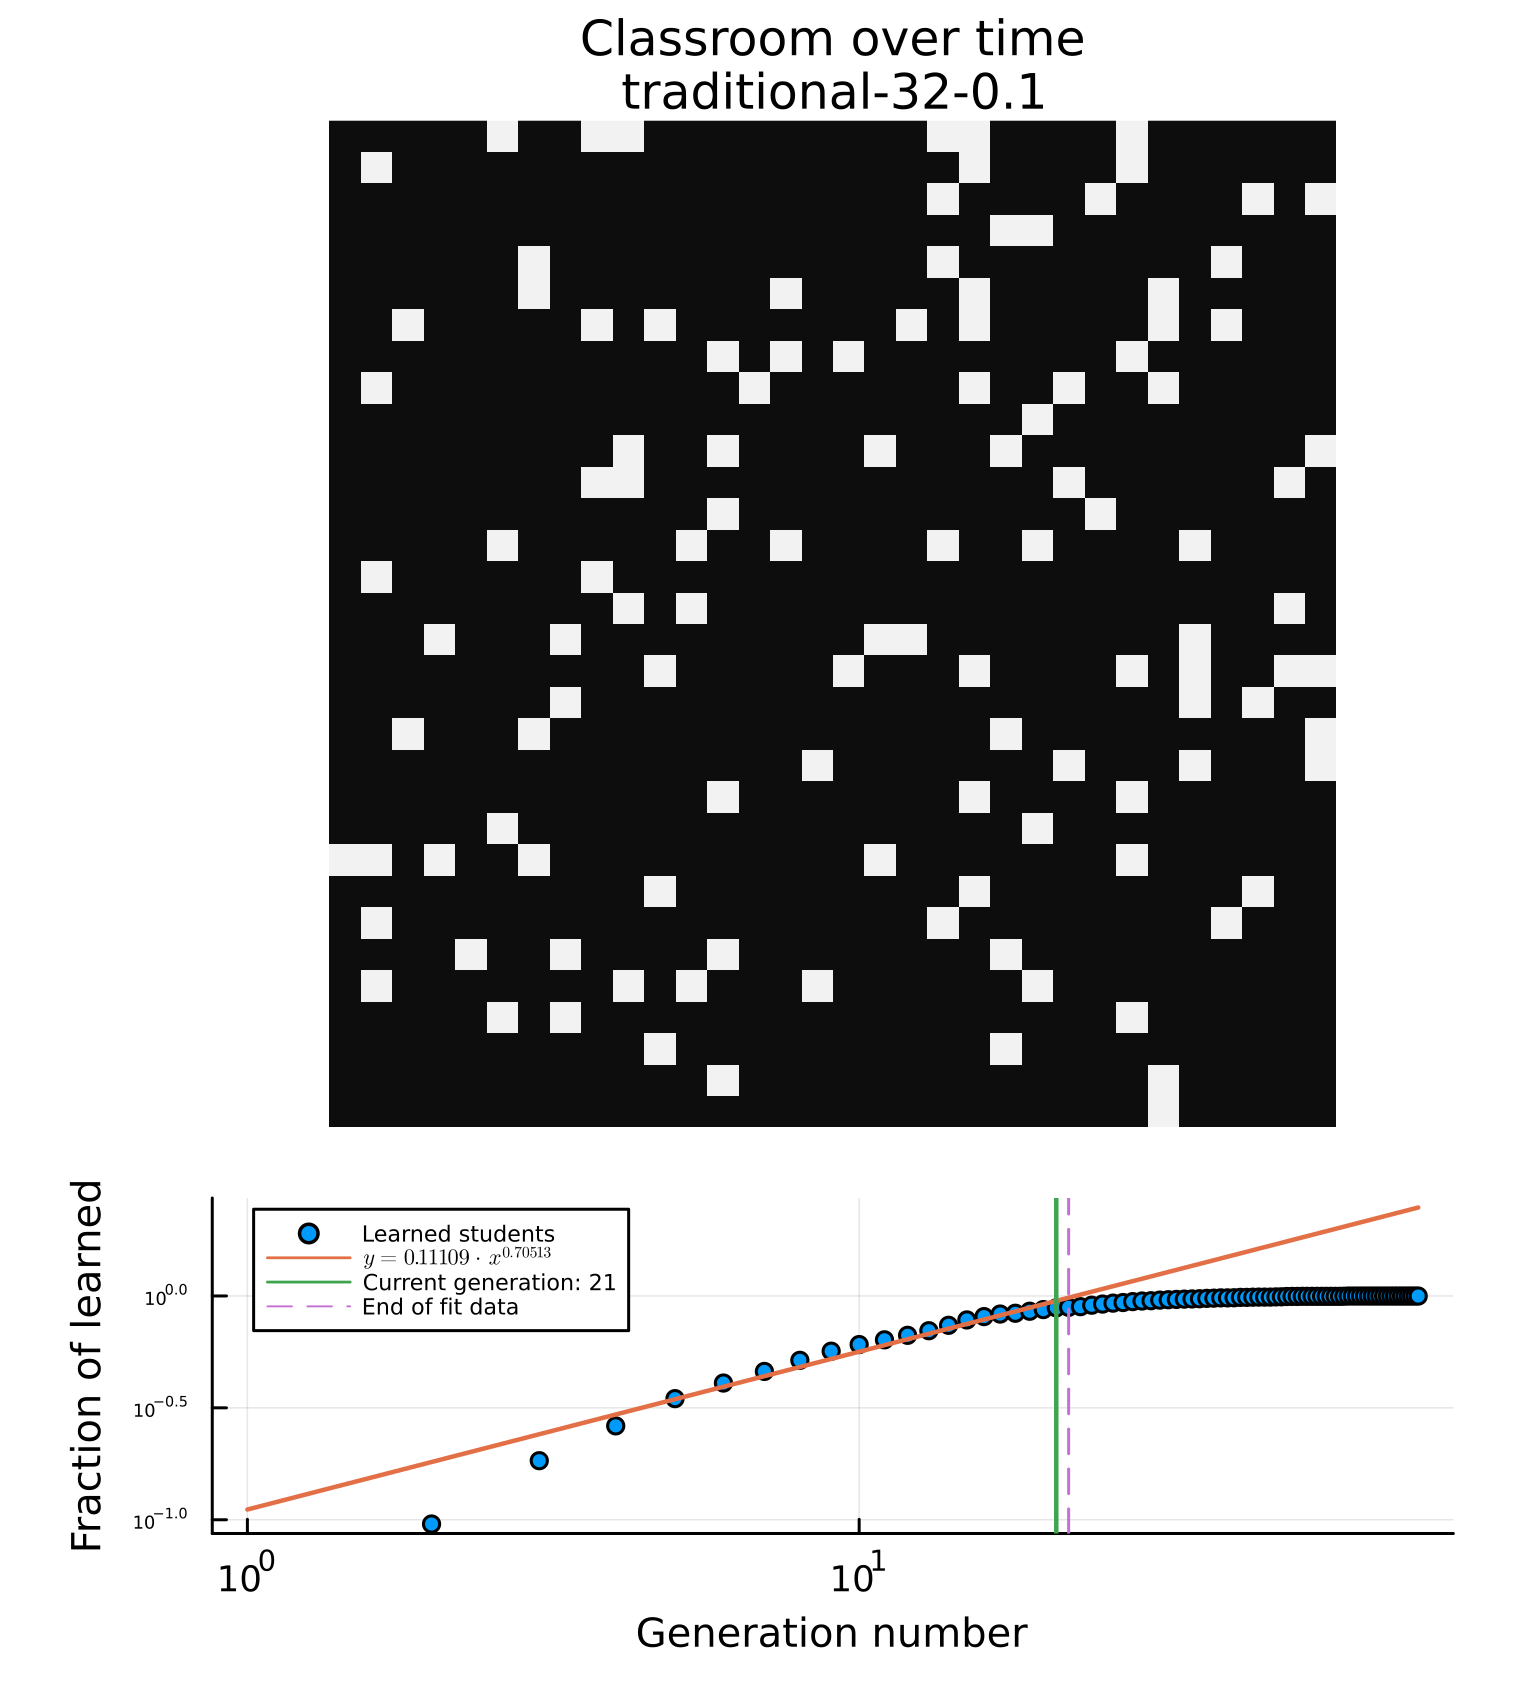 Classroom over time
traditional-32-0.1
Fraction of learned
Learned students
y = 0.11109 · x^0.70513
Current generation: 21
End of fit data
10^0.0
10^−0.5
10^−1.0
10^0
10^1
Generation number